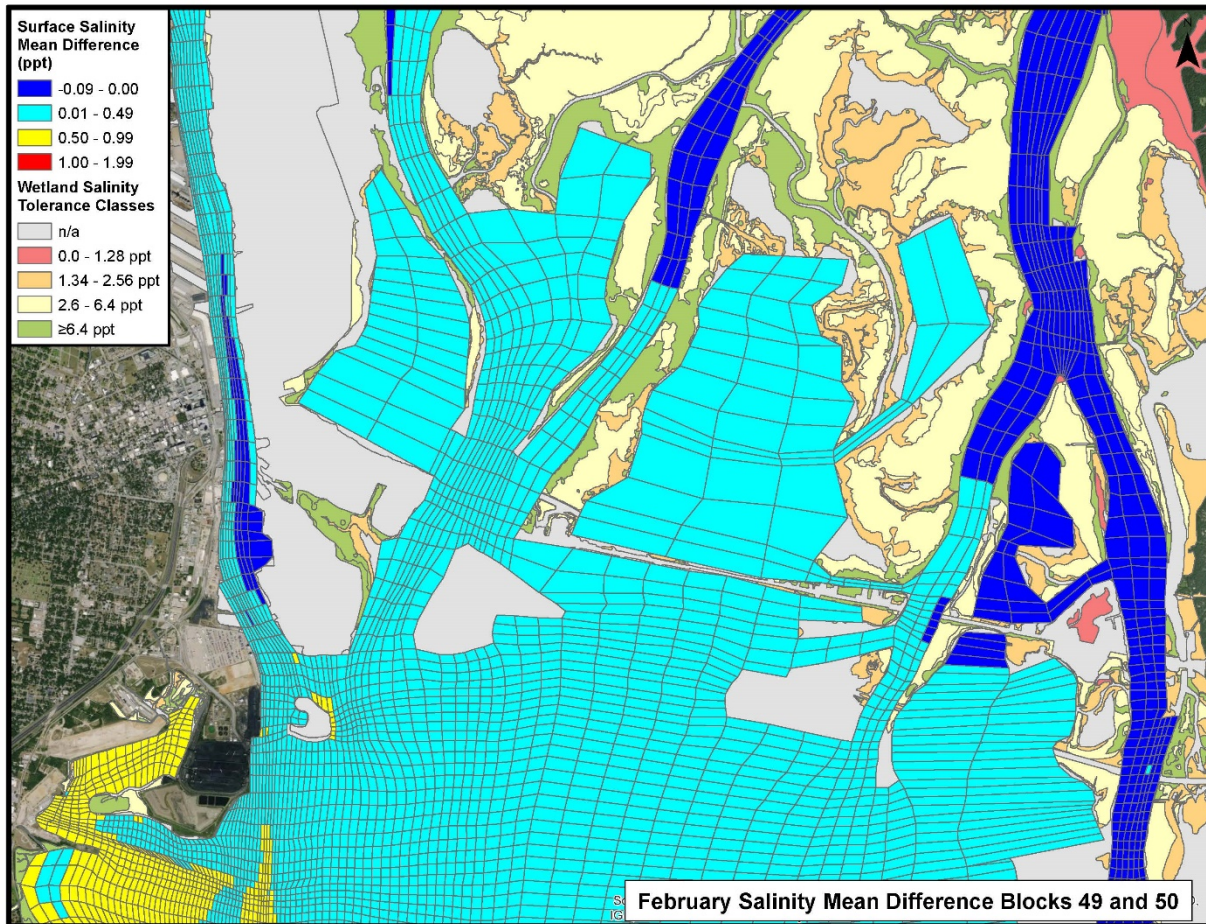 Surface Salinity
Mean Difference
(ppt)
-0.09 - 0.00
0.01 - 0.49
0.50 - 0.99
1.00 - 1.99
Wetland Salinity
Tolerance Classes
n/a
0.0 - 1.28 ppt
1.34 - 2.56 ppt
2.6 - 6.4 ppt
≥6.4 ppt
N
February Salinity Mean Difference Blocks 49 and 50